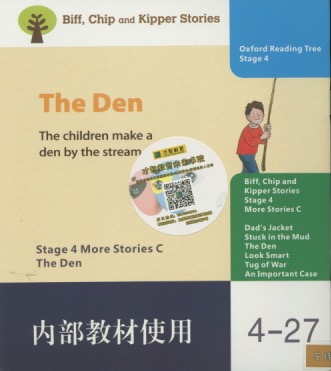 Biff, Chip and Kipper Stories
Oxford Reading Tree
Stage 4
The Den
The children make a
den by the stream
Biff, Chip and
Kipper Stories
Stage 4
More Stories C
Dad's Jacket
Stuck in the Mud
The Den
Look Smart
Tug of War
An Important Case
Stage 4 More Stories C
The Den
内部教材使用
4-27